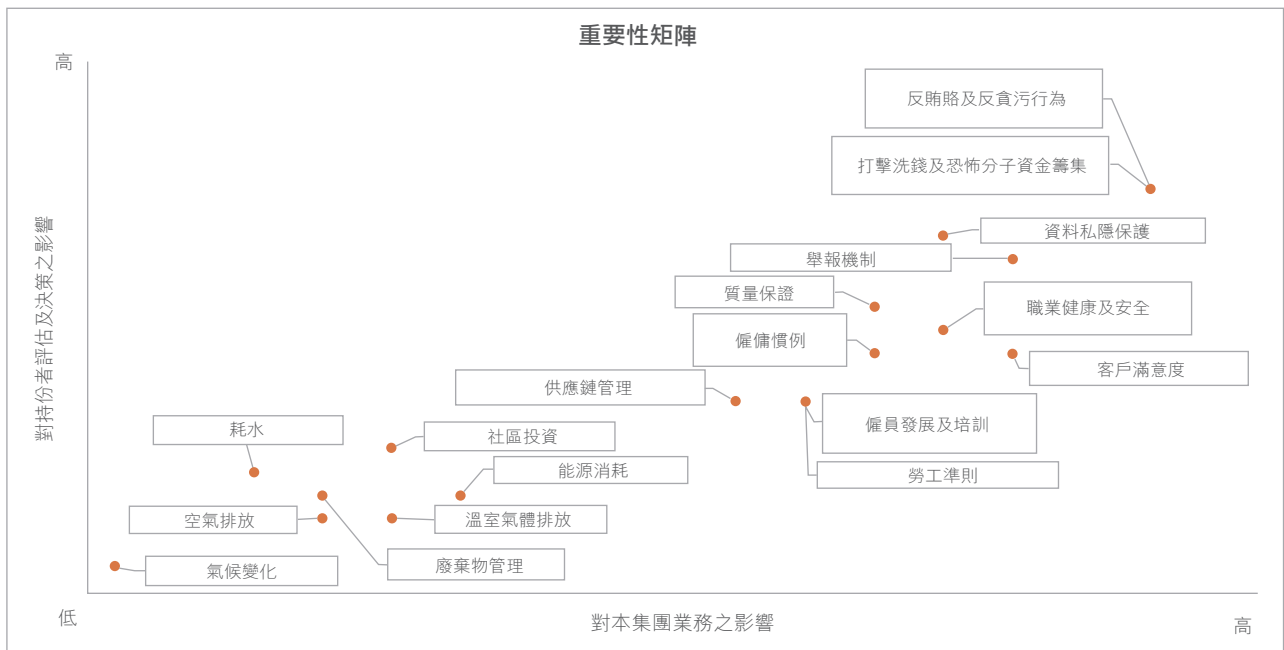 重要性矩陣
高
反賄賂及反貪污行為
打擊洗錢及恐怖分子資金籌集
資料私隱保護
舉報機制
質量保證
職業健康及安全
僱傭慣例
客戶滿意度
供應鏈管理
對持份者評估及決策之影響
耗水
社區投資
僱員發展及培訓
能源消耗
勞工準則
空氣排放
溫室氣體排放
氣候變化
廢棄物管理
低
對本集團業務之影響
高